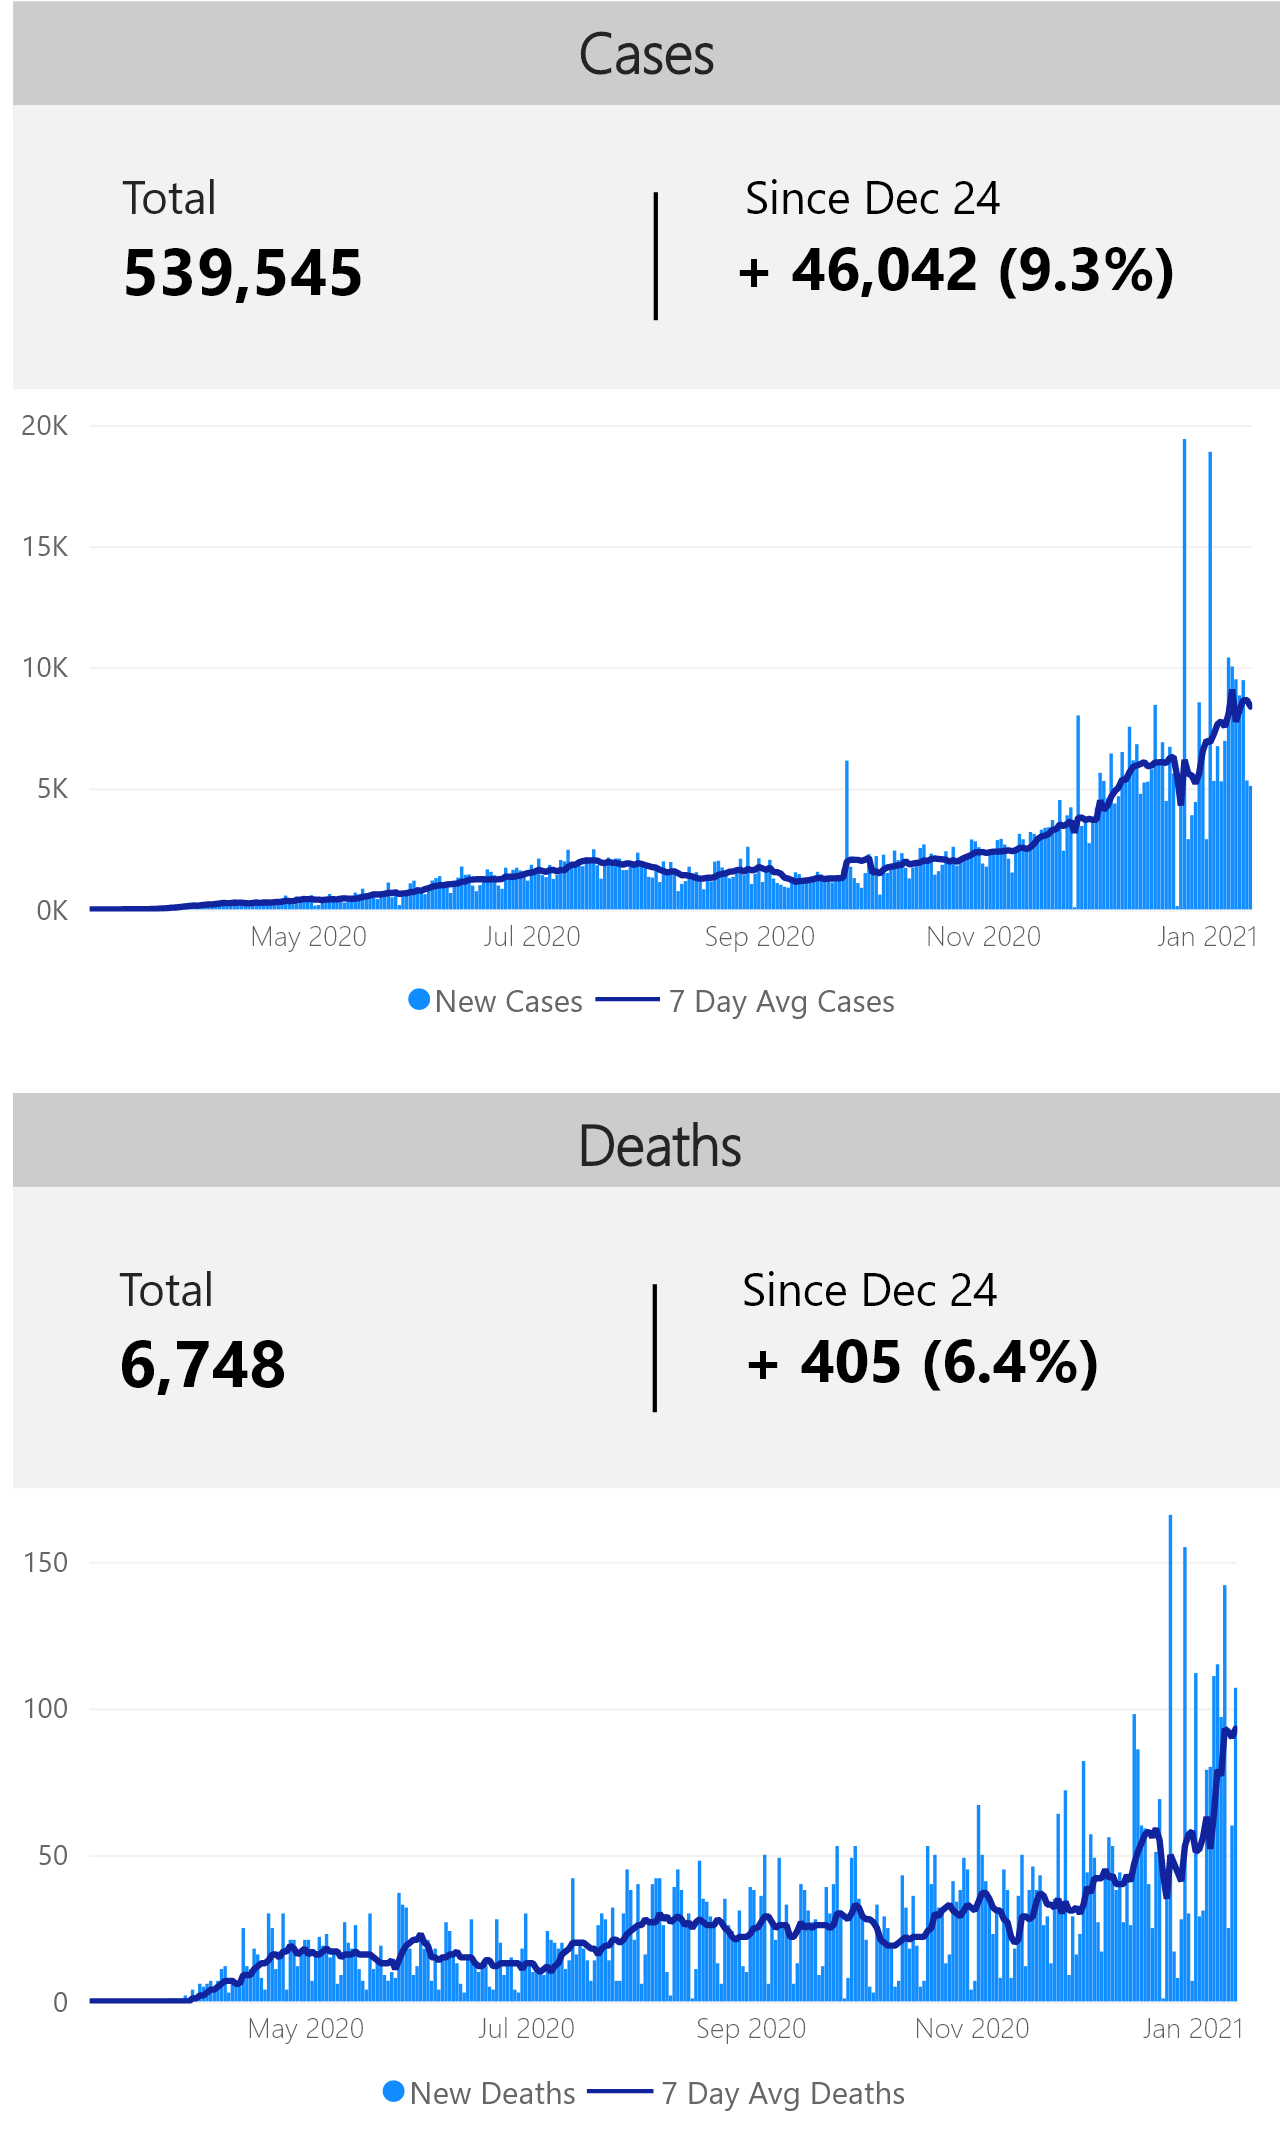 Cases
Total
539,545
Since Dec 24
+ 46,042 (9.3%)
20K
15K
10K
5K
0K
May 2020 Jul 2020 Sep 2020 Nov 2020 Jan 2021
New Cases 7 Day Avg Cases
Deaths
Total
6,748
Since Dec 24
+ 405 (6.4%)
150
100
50
0
May 2020 Jul 2020 Sep 2020 Nov 2020 Jan 2021
New Deaths 7 Day Avg Deaths